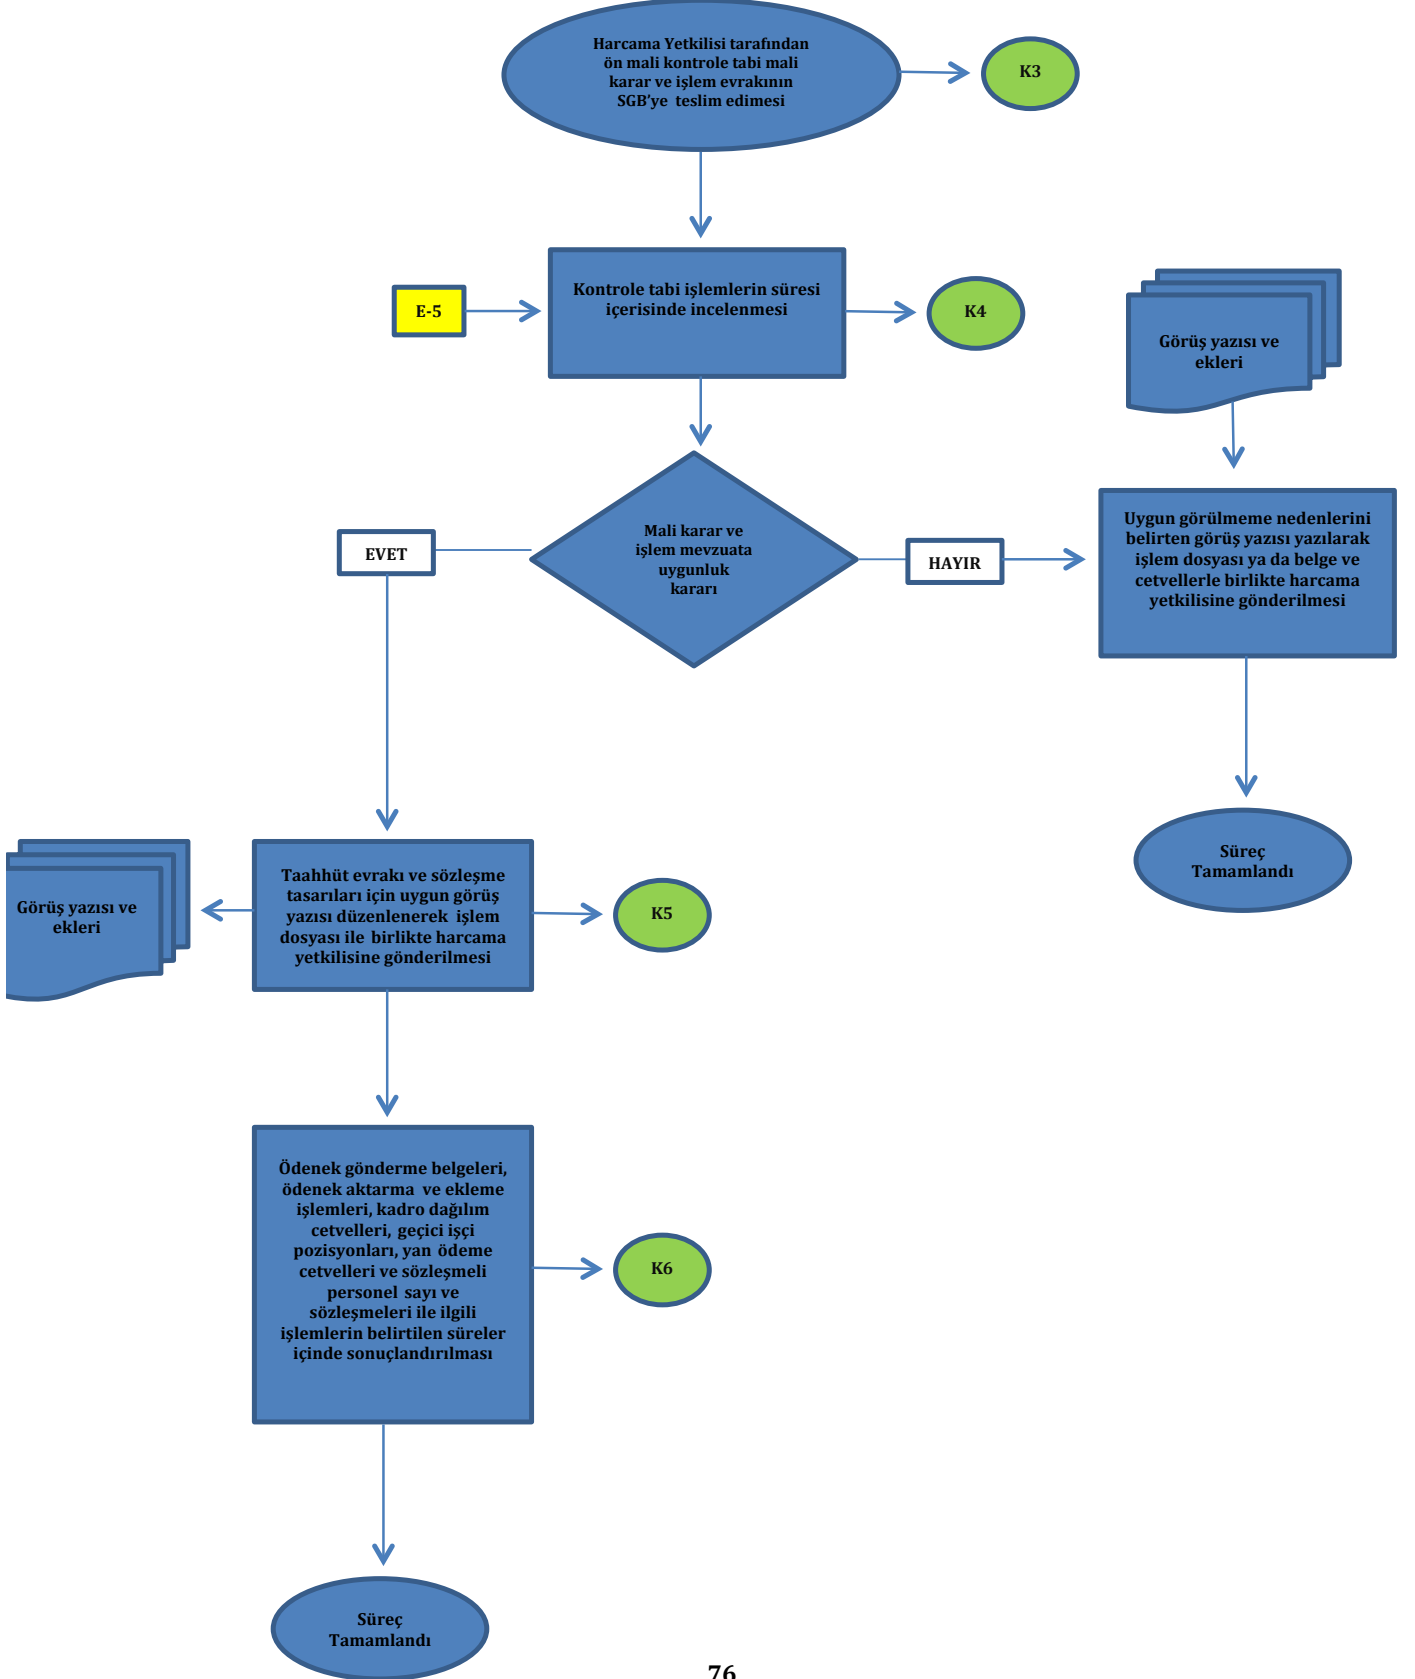 Harcama Yetkilisi tarafından
ön mali kontrole tabi mali
karar ve işlem evrakının
SGB'ye teslim edimesi
K3
Kontrole tabi işlemlerin süresi
içerisinde incelenmesi
E-5
K4
Görüş yazısı ve
ekleri
Mali karar ve
işlem mevzuata
uygunluk
kararı
EVET
HAYIR
Uygun görülmeme nedenlerini
belirten görüş yazısı yazılarak
işlem dosyası ya da belge ve
cetvellerle birlikte harcama
yetkilisine gönderilmesi
Süreç
Tamamlandı
Görüş yazısı ve
ekleri
Taahhüt evrakı ve sözleşme
tasarıları için uygun görüş
yazısı düzenlenerek işlem
dosyası ile birlikte harcama
yetkilisine gönderilmesi
K5
Ödenek gönderme belgeleri,
ödenek aktarma ve ekleme
işlemleri, kadro dağılım
cetvelleri, geçici işçi
pozisyonları, yan ödeme
cetvelleri ve sözleşmeli
personel sayı ve
sözleşmeleri ile ilgili
işlemlerin belirtilen süreler
içinde sonuçlandırılması
K6
Süreç
Tamamlandı
76